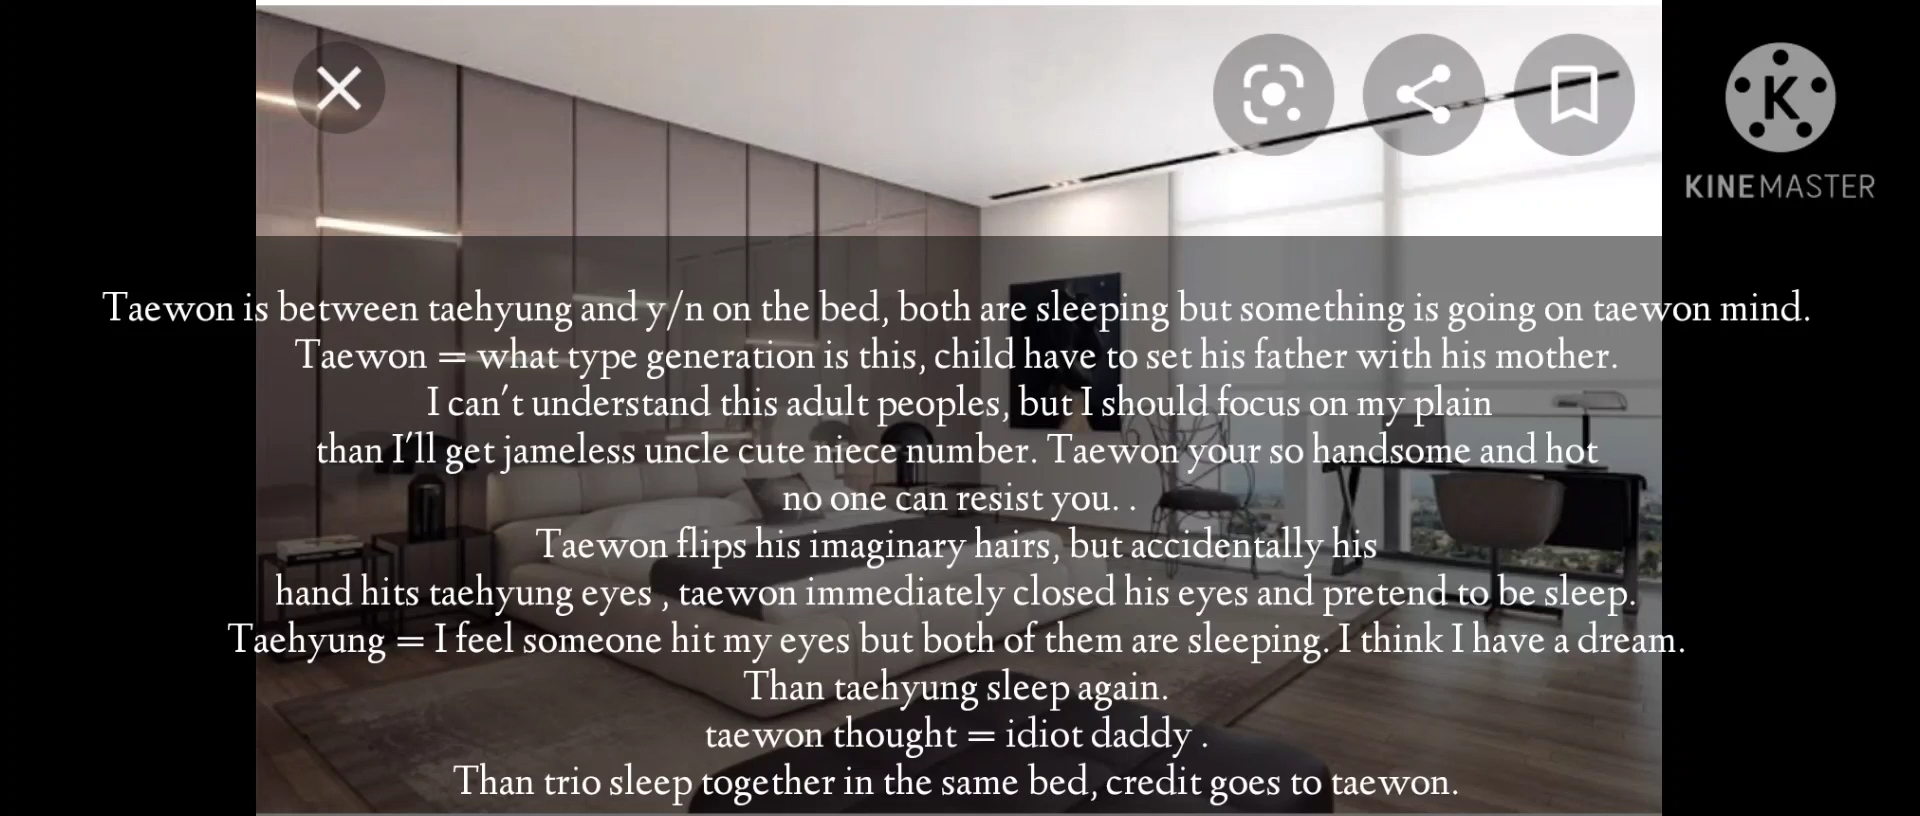 KINEMASTER
Taewon is between taehyung and y/n on the bed, both are sleeping but something is going on taewon mind.
Taewon = what type generation is this, child have to set his father with his mother.
I can't understand this adult peoples, but I should focus on my plain
than I'll get jameless uncle cute niece number. Taewon your so handsome and hot
no one can resist you. .
Taewon flips his imaginary hairs, but accidentally his
hand hits taehyung eyes , taewon immediately closed his eyes and pretend to be sleep.
Taehyung = I feel someone hit my eyes but both of them are sleeping. I think I have a dream.
Than taehyung sleep again.
taewon thought = idiot daddy .
Than trio sleep together in the same bed, credit goes to taewon.